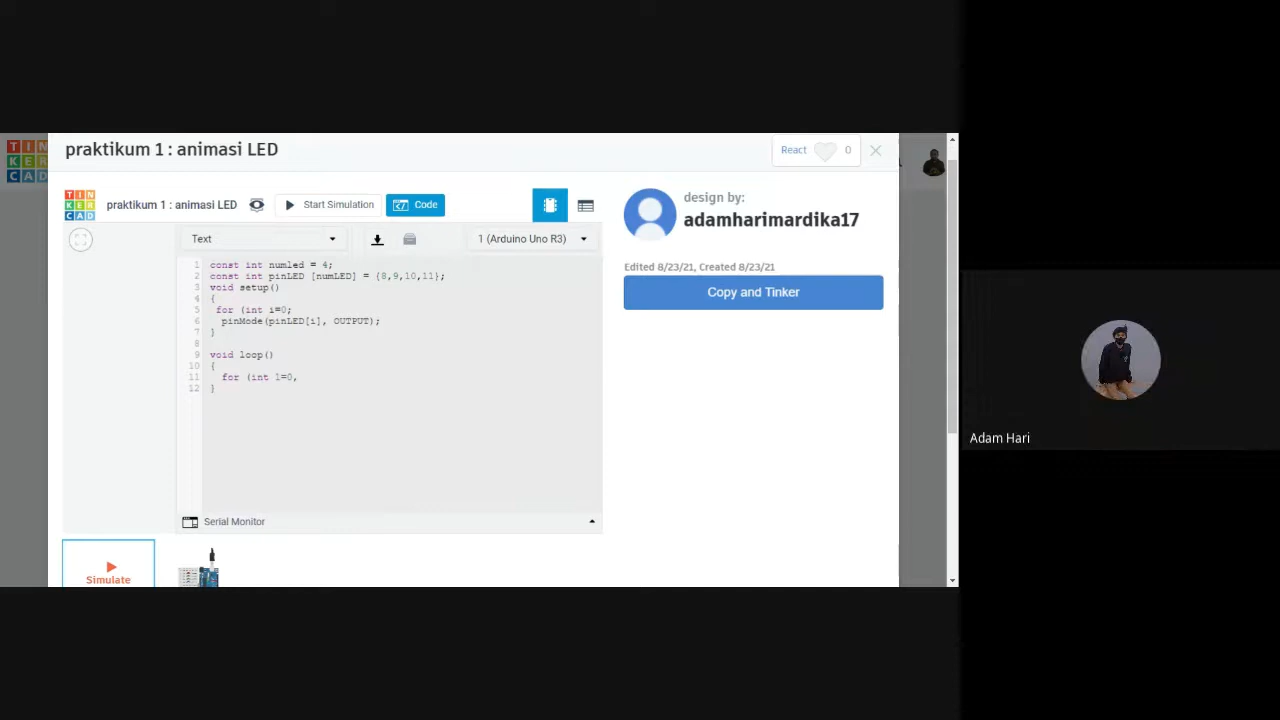 TIN
KER
CAD
praktikum 1 : animasi LED
React
0
TIN
KER
CAD
praktikum 1 : animasi LED
Start Simulation
Code
design by:
adamharimardika17
Text
1 (Arduino Uno R3)
Edited 8/23/21, Created 8/23/21
Copy and Tinker
1 const int numled = 4;
2 const int pinLED [numLED] = {8,9,10,11};
3 void setup()
4 {
5 for (int i=0;
6 pinMode(pinLED[i], OUTPUT);
7 }
8
9 void loop()
10 {
11 for (int l=0,
12 }
Adam Hari
Serial Monitor
Simulate